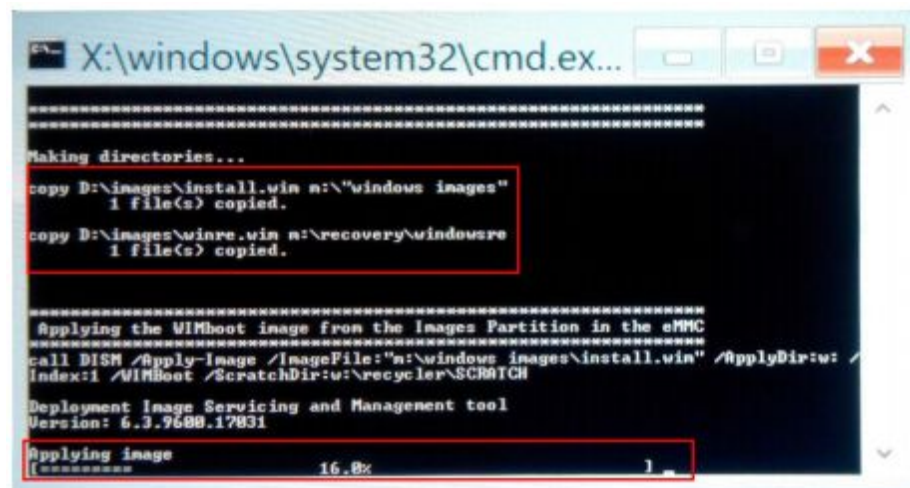 X:\windows\system32\cmd.ex...
*************************************************************
*************************************************************
Making directories...
copy D:\images\install.wim m:\"windows images"
1 file(s) copied.
copy D:\images\winre.wim m:\recovery\windowsre
1 file(s) copied.
*************************************************************
Applying the WIMboot image from the Images Partition in the eMMC
*************************************************************
call DISM /Apply-Image /ImageFile:"m:\windows images\install.wim" /ApplyDir:w: /
Index:1 /WIMBoot /ScratchDir:w:\recycler\SCRATCH
Deployment Image Servicing and Management tool
Version: 6.3.9600.17031
Applying image
[========= 16.0% ] _